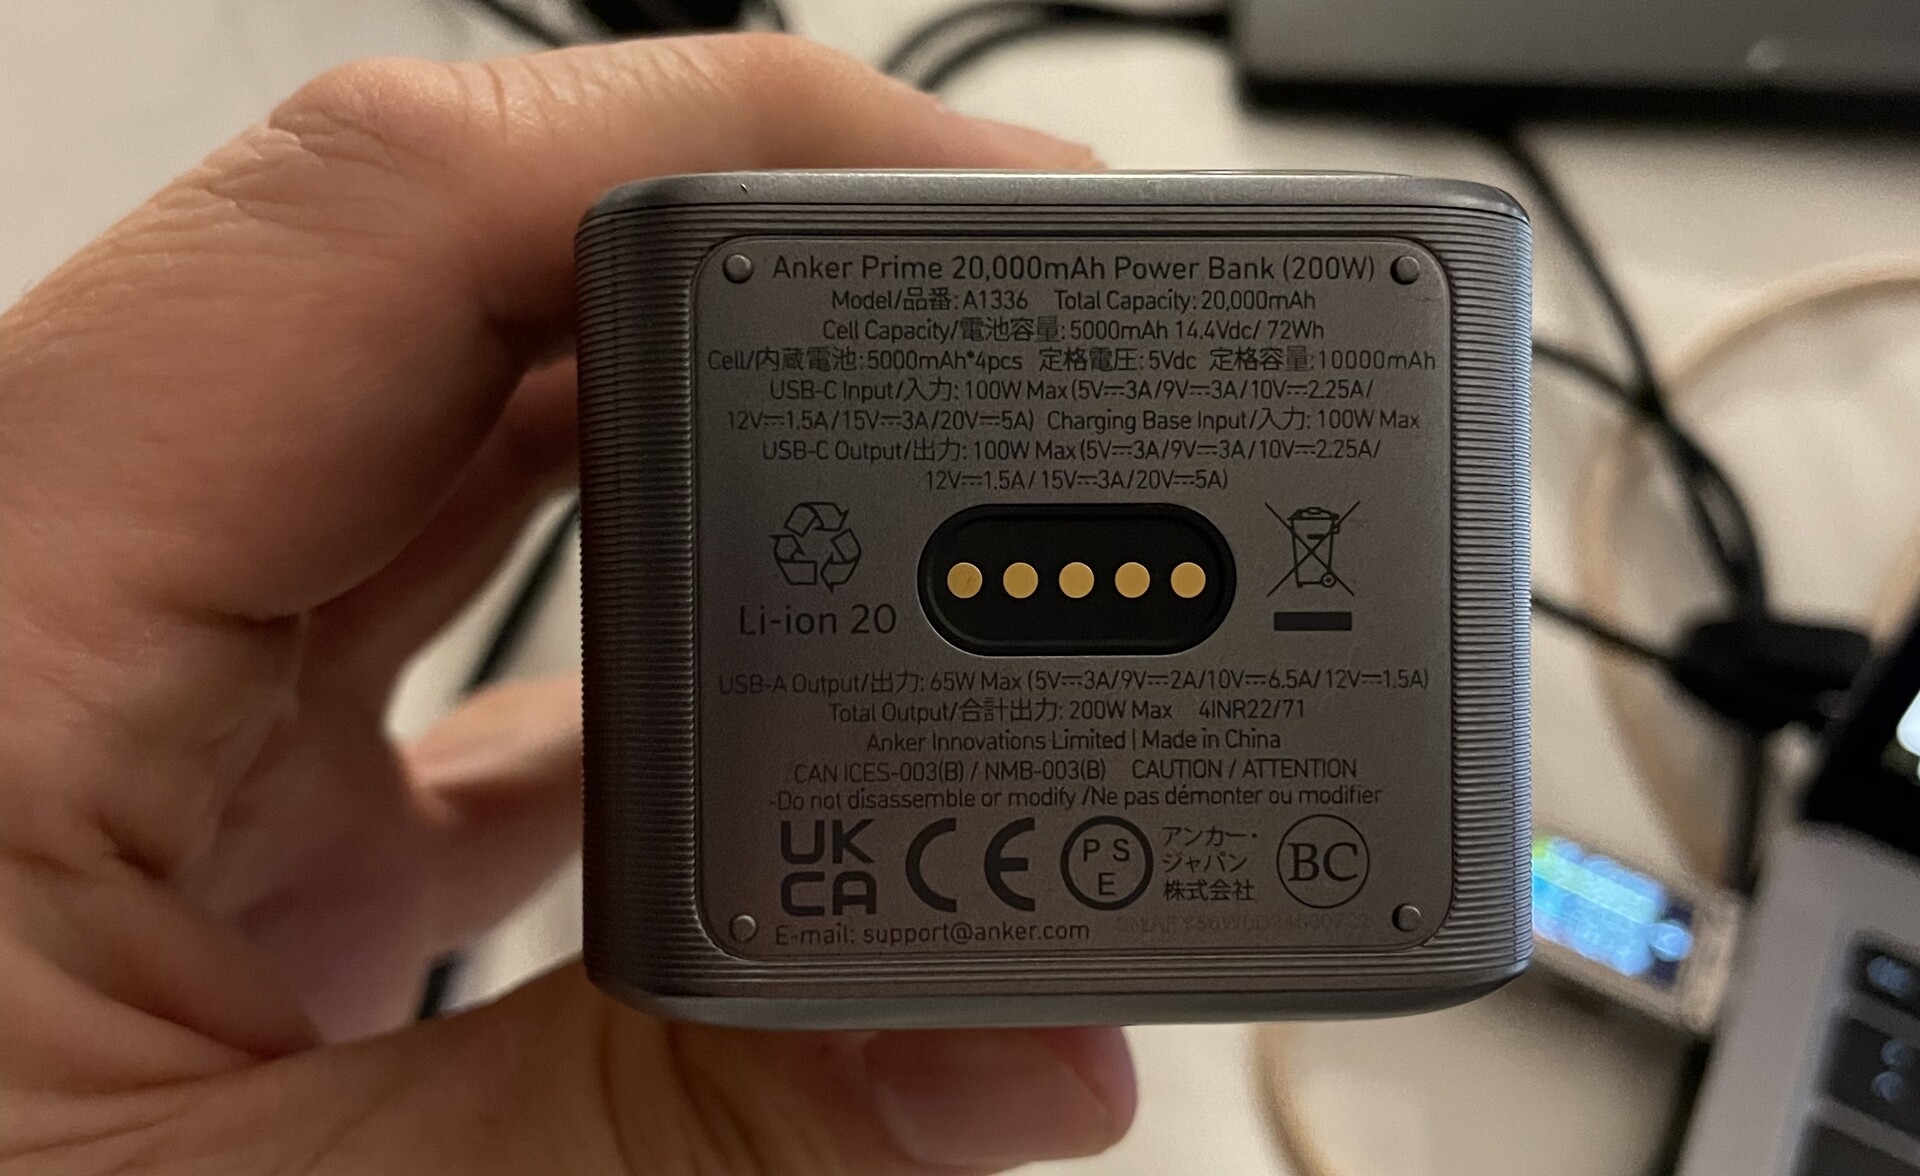 Anker Prime 20,000mAh Power Bank (200W)
Model/品番: A1336 Total Capacity: 20,000mAh
Cell Capacity/電池容量: 5000mAh 14.4Vdc/ 72Wh
Cell/内蔵電池: 5000mAh*4pcs 定格電圧: 5Vdc 定格容量: 10000mAh
USB-C Input/入力: 100W Max (5V⎓3A/9V⎓3A/10V⎓2.25A/
12V⎓1.5A/15V⎓3A/20V⎓5A) Charging Base Input/入力: 100W Max
USB-C Output/出力: 100W Max (5V⎓3A/9V⎓3A/10V⎓2.25A/
12V⎓1.5A/15V⎓3A/20V⎓5A)
Li-ion 20
USB-A Output/出力: 65W Max (5V⎓3A/9V⎓2A/10V⎓6.5A/12V⎓1.5A)
Total Output/合計出力: 200W Max 4INR22/71
Anker Innovations Limited | Made in China
CAN ICES-003(B) / NMB-003(B) CAUTION / ATTENTION
-Do not disassemble or modify /Ne pas démonter ou modifier
UK
CA
CE
P S
E
アンカー・
ジャパン
株式会社
BC
E-mail: support@anker.com